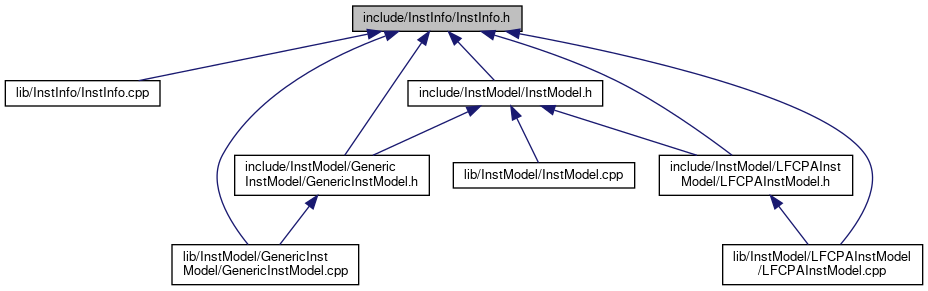 include/InstInfo/InstInfo.h
lib/InstInfo/InstInfo.cpp
include/InstModel/InstModel.h
include/InstModel/Generic
InstModel/GenericInstModel.h
lib/InstModel/InstModel.cpp
include/InstModel/LFCPAInst
Model/LFCPAInstModel.h
lib/InstModel/GenericInst
Model/GenericInstModel.cpp
lib/InstModel/LFCPAInstModel
/LFCPAInstModel.cpp